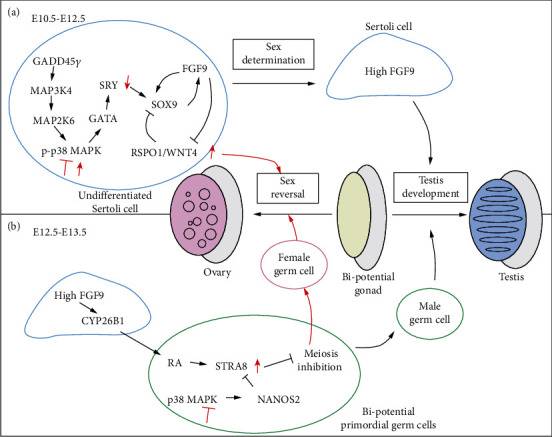 (a)
E10.5-E12.5
GADD45γ
MAP3K4
MAP2K6
p-p38 MAPK
GATA
SRY
SOX9
FGF9
RSPO1/WNT4
Undifferentiated
Sertoli cell
Sex
determination
Sertoli cell
High FGF9
Sex
reversal
Testis
development
Ovary
Bi-potential
gonad
Testis
(b)
E12.5-E13.5
High FGF9
CYP26B1
Female
germ cell
Male
germ cell
RA
STRA8
Meiosis
inhibition
p38 MAPK
NANOS2
Bi-potential
primordial germ cells